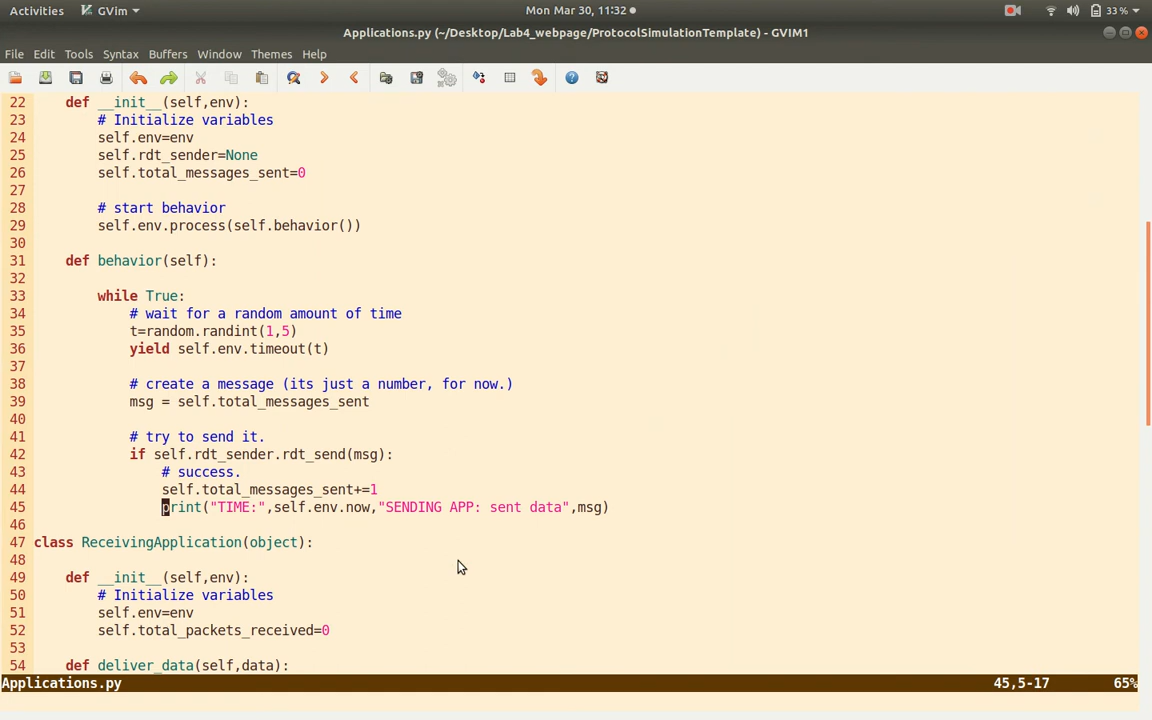 Activities GVim Mon Mar 30, 11:32 33 %
Applications.py (~/Desktop/Lab4_webpage/ProtocolSimulationTemplate) - GVIM1
File Edit Tools Syntax Buffers Window Themes Help
22     def __init__(self,env):
23         # Initialize variables
24         self.env=env
25         self.rdt_sender=None
26         self.total_messages_sent=0
27
28         # start behavior
29         self.env.process(self.behavior())
30
31     def behavior(self):
32
33         while True:
34             # wait for a random amount of time
35             t=random.randint(1,5)
36             yield self.env.timeout(t)
37
38             # create a message (its just a number, for now.)
39             msg = self.total_messages_sent
40
41             # try to send it.
42             if self.rdt_sender.rdt_send(msg):
43                 # success.
44                 self.total_messages_sent+=1
45                 print("TIME:",self.env.now,"SENDING APP: sent data",msg)
46
47 class ReceivingApplication(object):
48
49     def __init__(self,env):
50         # Initialize variables
51         self.env=env
52         self.total_packets_received=0
53
54     def deliver_data(self,data):
Applications.py 45,5-17 65%